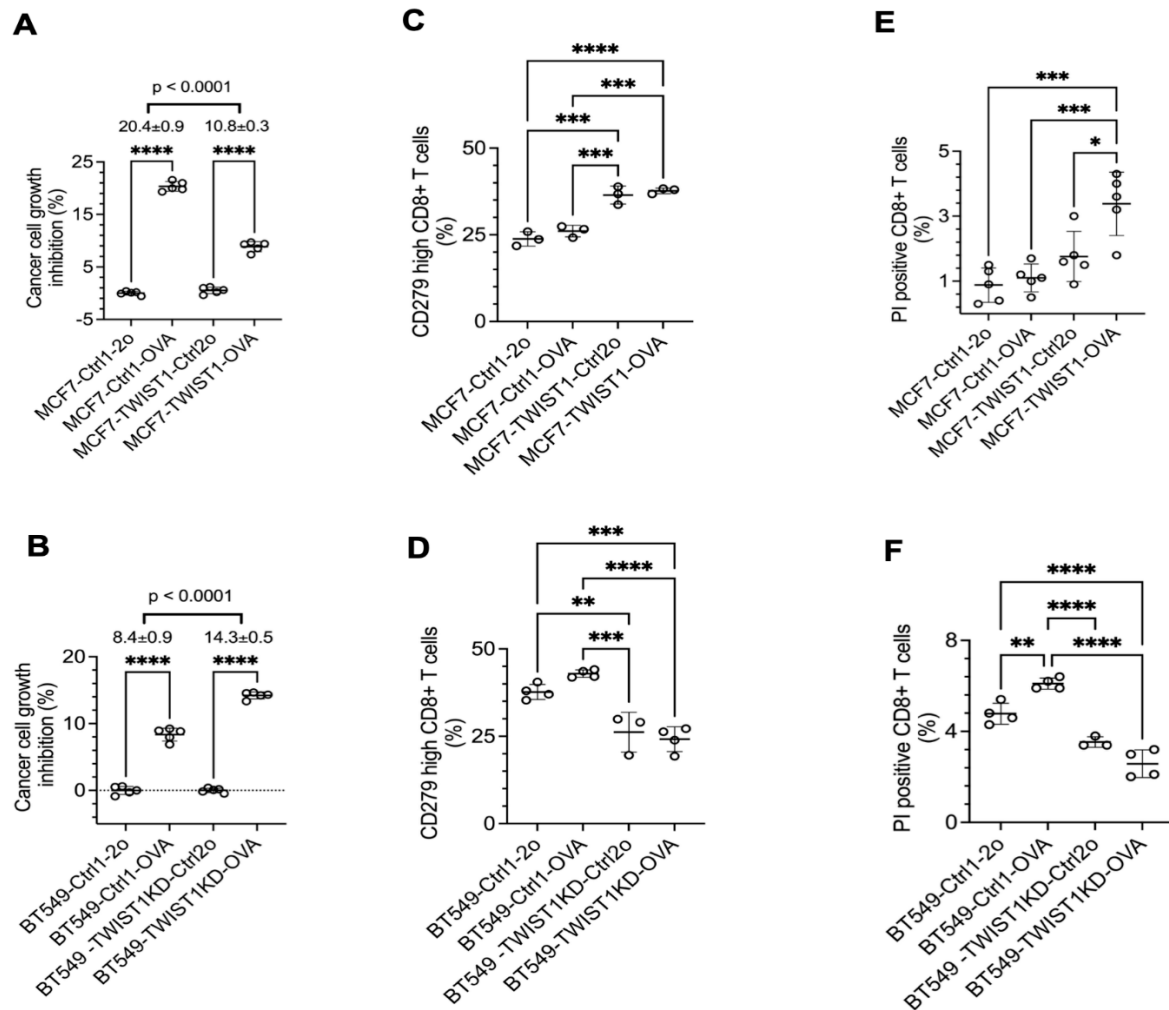 A
p < 0.0001
20.4±0.9 10.8±0.3
**** ****
Cancer cell growth
inhibition (%)
25
15
5
-5
MCF7-Ctrl1-2o
MCF7-Ctrl1-OVA
MCF7-TWIST1-Ctrl2o
MCF7-TWIST1-OVA
C
****
***
***
***
CD279 high CD8+ T cells
(%)
50
25
0
MCF7-Ctrl1-2o
MCF7-Ctrl1-OVA
MCF7-TWIST1-Ctrl2o
MCF7-TWIST1-OVA
E
***
***
*
PI positive CD8+ T cells
(%)
5
3
1
MCF7-Ctrl1-2o
MCF7-Ctrl1-OVA
MCF7-TWIST1-Ctrl2o
MCF7-TWIST1-OVA
B
p < 0.0001
8.4±0.9 14.3±0.5
**** ****
Cancer cell growth
inhibition (%)
20
10
0
BT549-Ctrl1-2o
BT549-Ctrl1-OVA
BT549 -TWIST1KD-Ctrl2o
BT549-TWIST1KD-OVA
D
***
****
**
***
CD279 high CD8+ T cells
(%)
50
25
0
BT549-Ctrl1-2o
BT549-Ctrl1-OVA
BT549 -TWIST1KD-Ctrl2o
BT549-TWIST1KD-OVA
F
****
****
** ****
PI positive CD8+ T cells
(%)
8
4
0
BT549-Ctrl1-2o
BT549-Ctrl1-OVA
BT549 -TWIST1KD-Ctrl2o
BT549-TWIST1KD-OVA